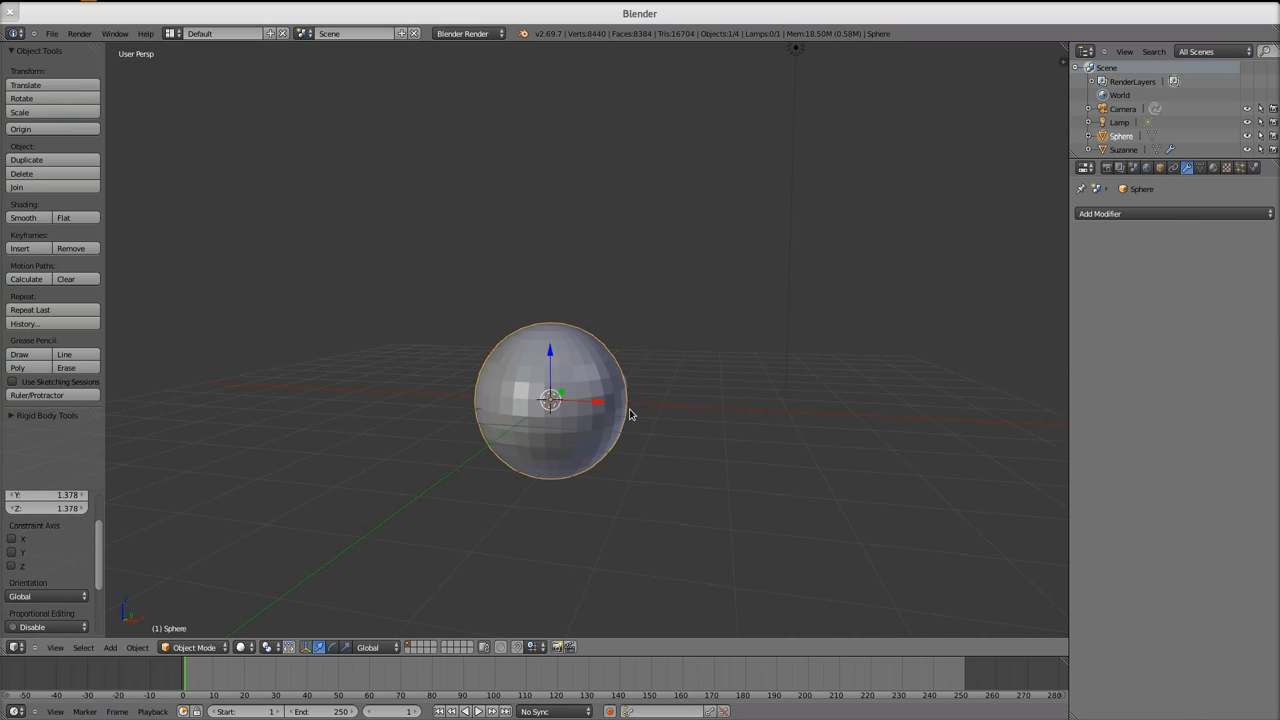 Blender
File Render Window Help Default Scene Blender Render v2.69.7 | Verts:8440 | Faces:8384 | Tris:16704 | Objects:1/4 | Lamps:0/1 | Mem:18.50M (0.58M) | Sphere
Object Tools
Transform:
Translate
Rotate
Scale
Origin
Object:
Duplicate
Delete
Join
Shading:
Smooth Flat
Keyframes:
Insert Remove
Motion Paths:
Calculate Clear
Repeat:
Repeat Last
History...
Grease Pencil:
Draw Line
Poly Erase
Use Sketching Sessions
Ruler/Protractor
Rigid Body Tools
Y: 1.378
Z: 1.378
Constraint Axis
X
Y
Z
Orientation
Global
Proportional Editing
Disable
User Persp
(1) Sphere
View Select Add Object Object Mode Global
View Search All Scenes
Scene
RenderLayers
World
Camera
Lamp
Sphere
Suzanne
Sphere
Add Modifier
-50 -40 -30 -20 -10 0 10 20 30 40 50 60 70 80 90 100 110 120 130 140 150 160 170 180 190 200 210 220 230 240 250 260 270 280
View Marker Frame Playback Start: 1 End: 250 1 No Sync